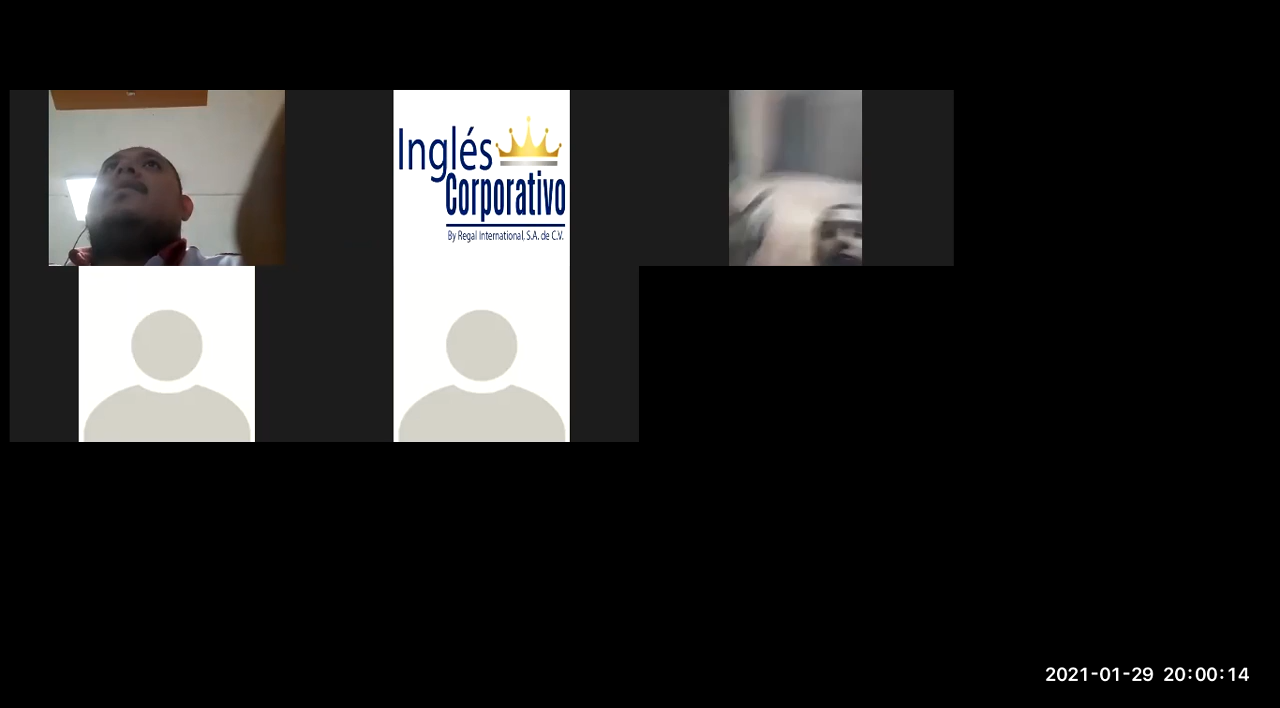 Inglés
Corporativo
By Regal International, S.A. de C.V.
2021-01-29 20:00:14